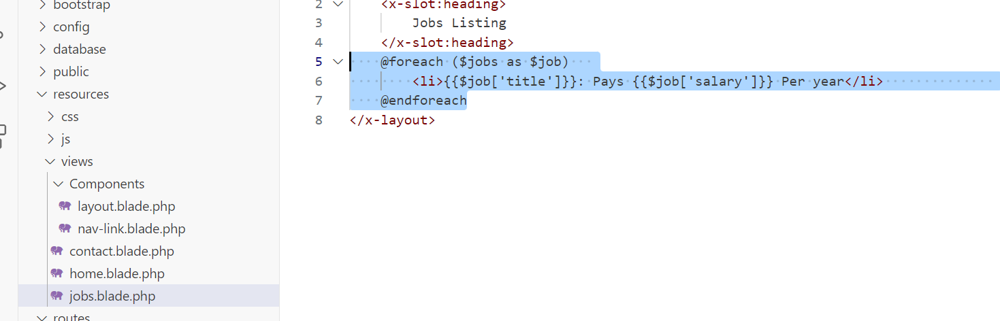 bootstrap
config
database
public
resources
css
js
views
Components
layout.blade.php
nav-link.blade.php
contact.blade.php
home.blade.php
jobs.blade.php
routes
2 <x-slot:heading>
3 Jobs Listing
4 </x-slot:heading>
5 @foreach ($jobs as $job)
6 <li>{{$job['title']}}: Pays {{$job['salary']}} Per year</li>
7 @endforeach
8 </x-layout>